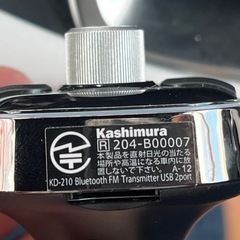 Kashimura
R 204-B00007
本製品を直射日光の当たる
場所や高温になる車内に放
置しないで下さい。 A-12
KD-210 Bluetooth FM Transmitter USB 2port